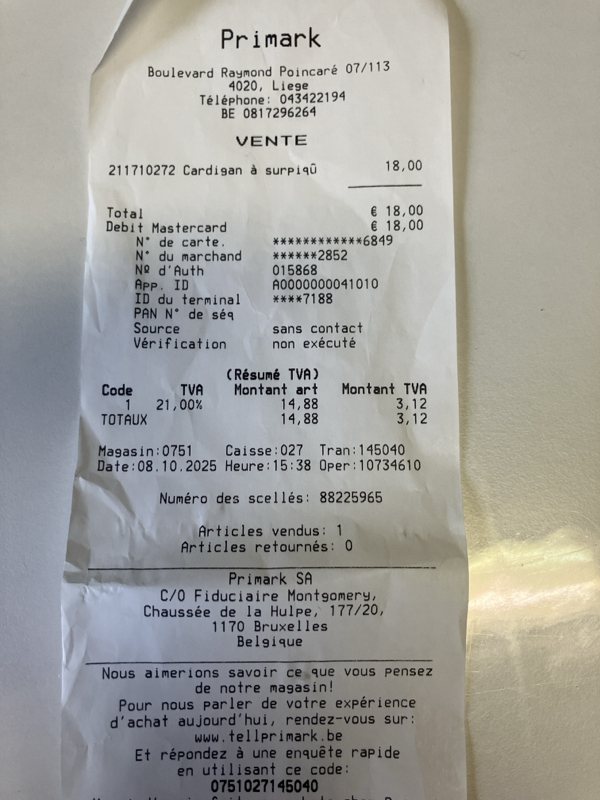 Primark
Boulevard Raymond Poincaré 07/113
4020, Liege
Téléphone: 043422194
BE 0817296264
VENTE
211710272 Cardigan à surpiqû 18,00
Total € 18,00
Debit Mastercard € 18,00
N° de carte. ************6849
N° du marchand ******2852
Nº d'Auth 015868
App. ID A0000000041010
ID du terminal ****7188
PAN N° de séq
Source sans contact
Vérification non exécuté
(Résumé TVA)
Code TVA Montant art Montant TVA
1 21,00% 14,88 3,12
TOTAUX 14,88 3,12
Magasin:0751 Caisse:027 Tran:145040
Date:08.10.2025 Heure:15:38 Oper:10734610
Numéro des scellés: 88225965
Articles vendus: 1
Articles retournés: 0
Primark SA
C/O Fiduciaire Montgomery,
Chaussée de la Hulpe, 177/20,
1170 Bruxelles
Belgique
Nous aimerions savoir ce que vous pensez
de notre magasin!
Pour nous parler de votre expérience
d'achat aujourd'hui, rendez-vous sur:
www.tellprimark.be
Et répondez à une enquête rapide
en utilisant ce code:
0751027145040